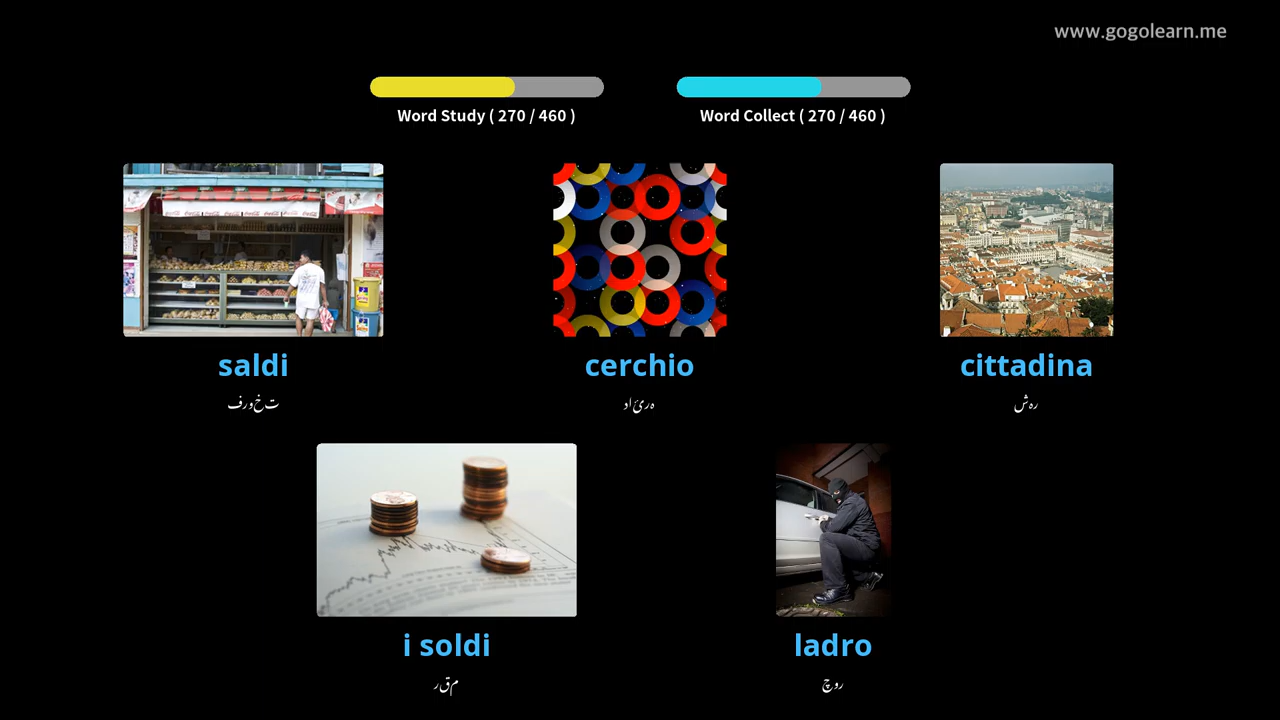 www.gogolearn.me
Word Study ( 270 / 460 )
Word Collect ( 270 / 460 )
saldi
فروخت
cerchio
دائرہ
cittadina
شہر
i soldi
رقم
ladro
چور